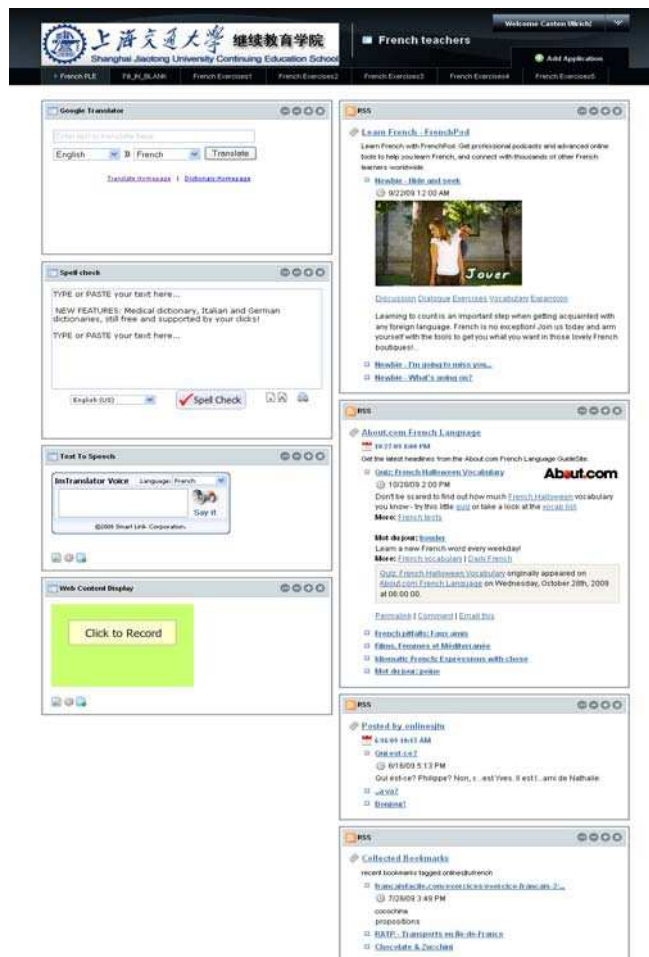 上海交通大學 继续教育学院
Shanghai Jiaotong University Continuing Education School
French teachers
Welcome Carsten Ullrich!
Add Application
French PLE
Fill_IN_BLANK
French Exercises1
French Exercises2
French Exercises3
French Exercises4
French Exercises5
Google Translator
Enter text to translate here
English
French
Translate
Translate Homepage | Dictionary Homepage
Spell check
TYPE or PASTE your text here...
NEW FEATURES: Medical dictionary, Italian and German
dictionaries, still free and supported by your clicks!
TYPE or PASTE your text here...
English (US)
Spell Check
Text To Speech
ImTranslator Voice Language: French
Say it
©2009 Smart Link Corporation
Web Content Display
Click to Record
RSS
Learn French - FrenchPod
Learn French with FrenchPod. Get professional podcasts and advanced online
tools to help you learn French, and connect with thousands of other French
learners worldwide.
Newbie - Hide and seek
9/22/09 12:00 AM
Jover
Discussion Dialogue Exercises Vocabulary Expansion
Learning to count is an important step when getting acquainted with
any foreign language. French is no exception! Join us today and arm
yourself with the tools to get you what you want in those lovely French
boutiques!..
Newbie - I'm going to miss you...
Newbie - What's going on?
RSS
About.com French Language
Get the latest headlines from the About.com French Language GuideSite.
Quiz: French Halloween Vocabulary
About.com
10/28/09 2:00 PM
Don't be scared to find out how much French Halloween vocabulary
you know - try this little quiz or take a look at the vocab list
More: French tests
Mot du jour:
Learn a new French word every weekday!
More: French vocabulary | Daily French
Quiz: French Halloween Vocabulary originally appeared on
About.com French Language on Wednesday, October 28th, 2009
at 08:00:00.
Permalink | Comment | Email this
French pitfalls: Faux amis
Films, Femmes et Méditerranée
Idiomatic French: Expressions with chose
Mot du jour: peine
RSS
Posted by onlinesjtu
Qui est-ce?
6/16/09 5:13 PM
Qui est-ce? Philippe? Non, c...est Yves. Il est l...ami de Nathalie.
Bonjour!
RSS
Collected Bookmarks
recent bookmarks tagged onlinesjtufrench
7/28/09 3:49 PM
propositions
RATP - Transports en Ile-de-France
Chocolate & Zucchini